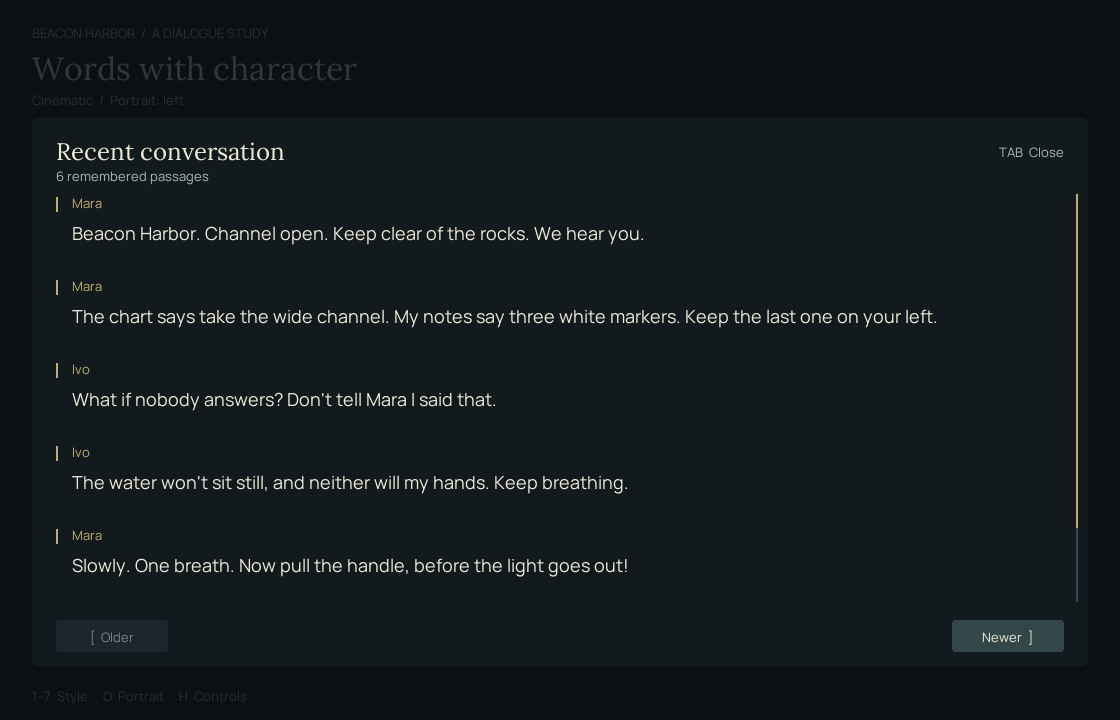 BEACON HARBOR / A DIALOGUE STUDY
Words with character
Cinematic / Portrait: left
Recent conversation
TAB Close
6 remembered passages
Mara
Beacon Harbor. Channel open. Keep clear of the rocks. We hear you.
Mara
The chart says take the wide channel. My notes say three white markers. Keep the last one on your left.
Ivo
What if nobody answers? Don't tell Mara I said that.
Ivo
The water won't sit still, and neither will my hands. Keep breathing.
Mara
Slowly. One breath. Now pull the handle, before the light goes out!
[ Older
Newer ]
1–7 Style O Portrait H Controls